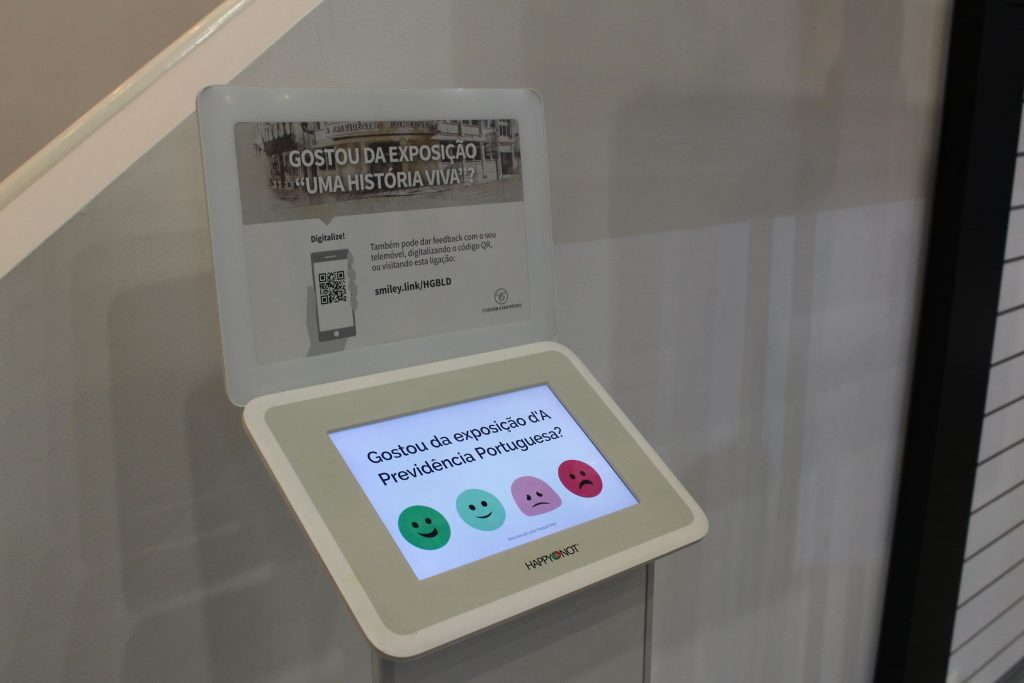 GOSTOU DA EXPOSIÇÃO
“UMA HISTÓRIA VIVA”?
Digitalize!
Também pode dar feedback com o seu
telemóvel, digitalizando o código QR,
ou visitando esta ligação:
smiley.link/HGBLD
COIMBRASHOPPING
Gostou da exposição d'A
Previdência Portuguesa?
HAPPY NOT